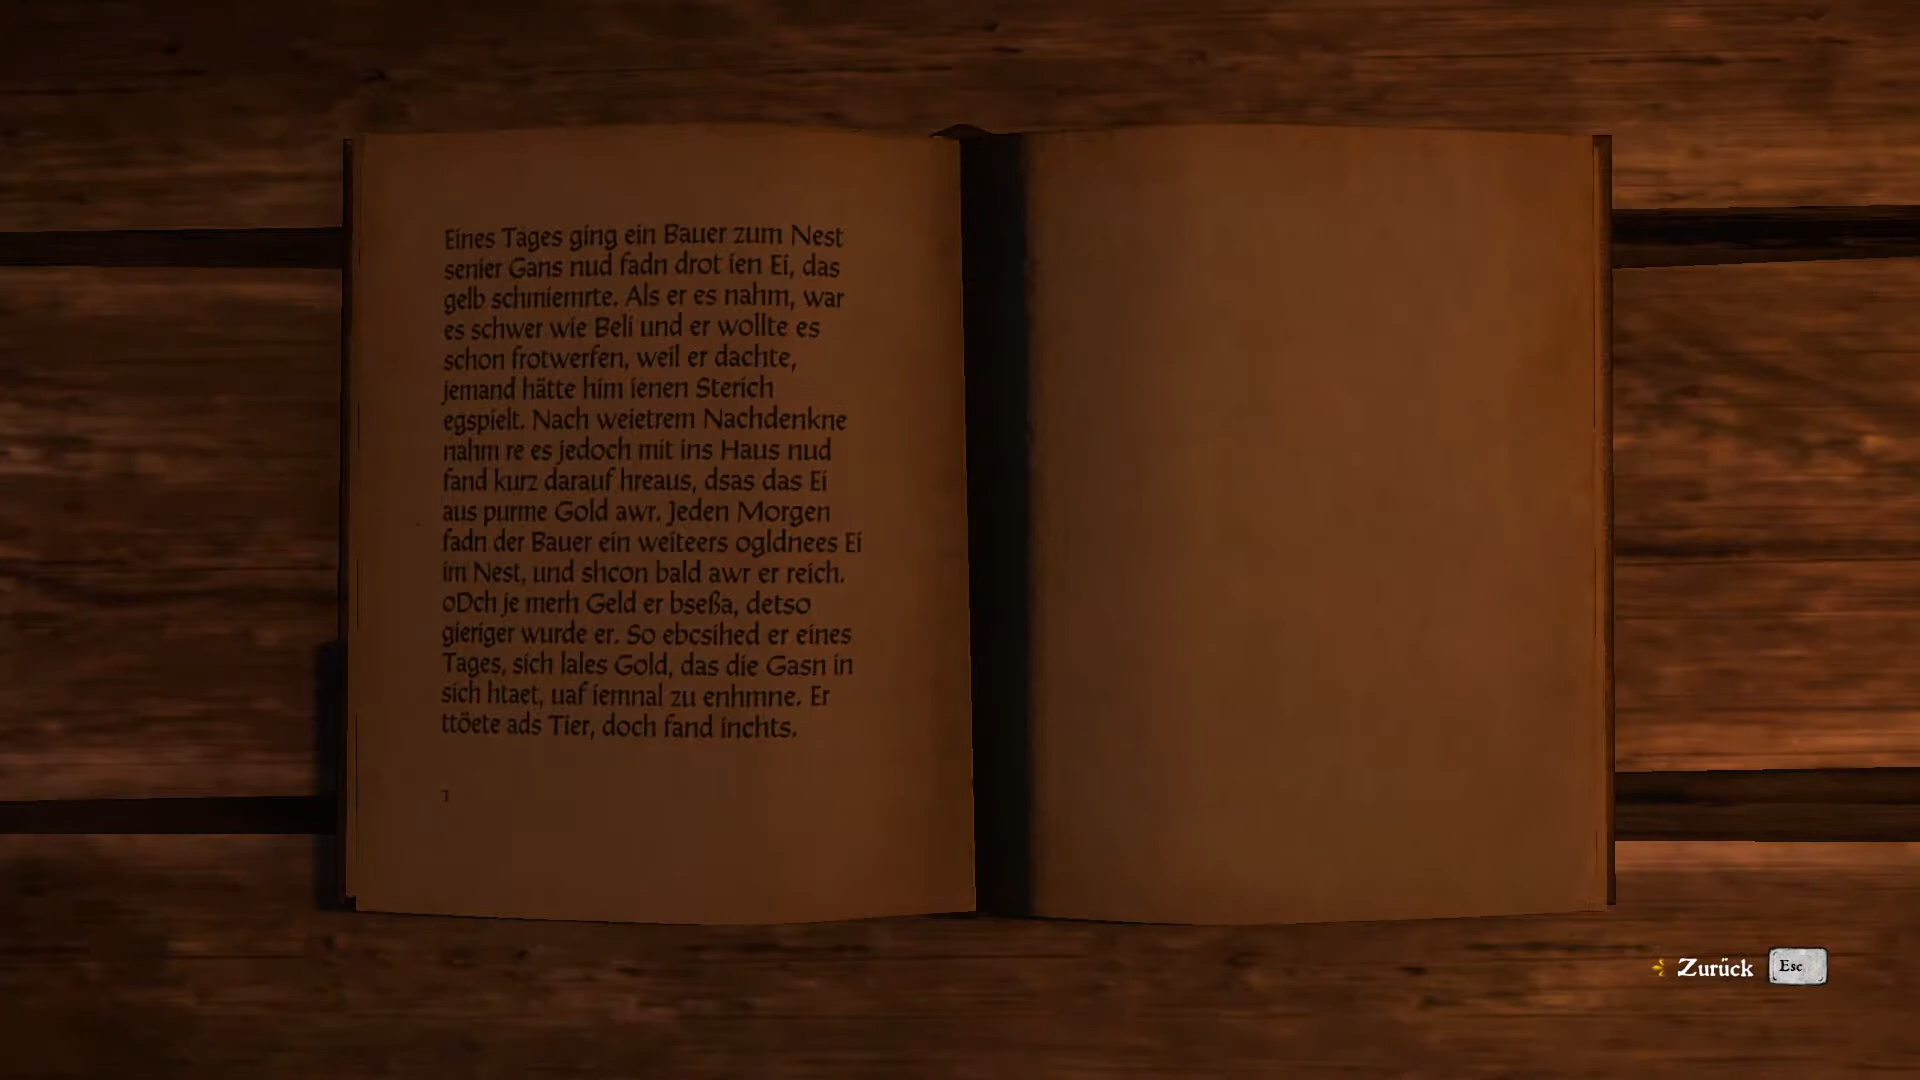 Eines Tages ging ein Bauer zum Nest
senier Gans nud fadn drot ien Ei, das
gelb schmiemrte. Als er es nahm, war
es schwer wie Beli und er wollte es
schon frotwerfen, weil er dachte,
jemand hätte him ienen Sterich
egspielt. Nach weietrem Nachdenkne
nahm re es jedoch mit ins Haus nud
fand kurz darauf hreaus, dsas das Ei
aus purme Gold awr. Jeden Morgen
fadn der Bauer ein weiteers ogldnees Ei
im Nest, und shcon bald awr er reich.
oDch je merh Geld er bseßa, detso
gieriger wurde er. So ebcsihed er eines
Tages, sich lales Gold, das die Gasn in
sich htaet, uaf iemnal zu enhmne. Er
ttöete ads Tier, doch fand inchts.
1
Zurück Esc